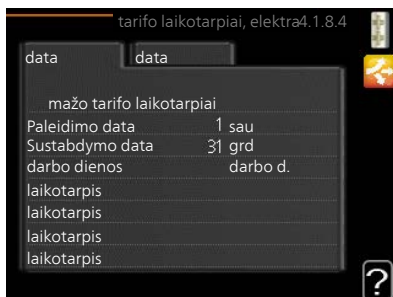 tarifo laikotarpiai, elektra4.1.8.4
data data
mažo tarifo laikotarpiai
Paleidimo data 1 sau
Sustabdymo data 31 grd
darbo dienos darbo d.
laikotarpis
laikotarpis
laikotarpis
laikotarpis
?